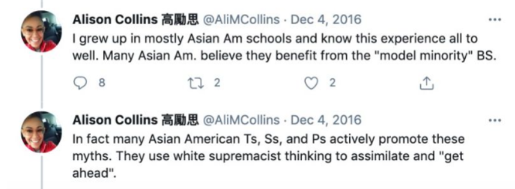 Alison Collins 高勵思 @AliMCollins · Dec 4, 2016
I grew up in mostly Asian Am schools and know this experience all to
well. Many Asian Am. believe they benefit from the "model minority" BS.
8 2 2
Alison Collins 高勵思 @AliMCollins · Dec 4, 2016
In fact many Asian American Ts, Ss, and Ps actively promote these
myths. They use white supremacist thinking to assimilate and "get
ahead".